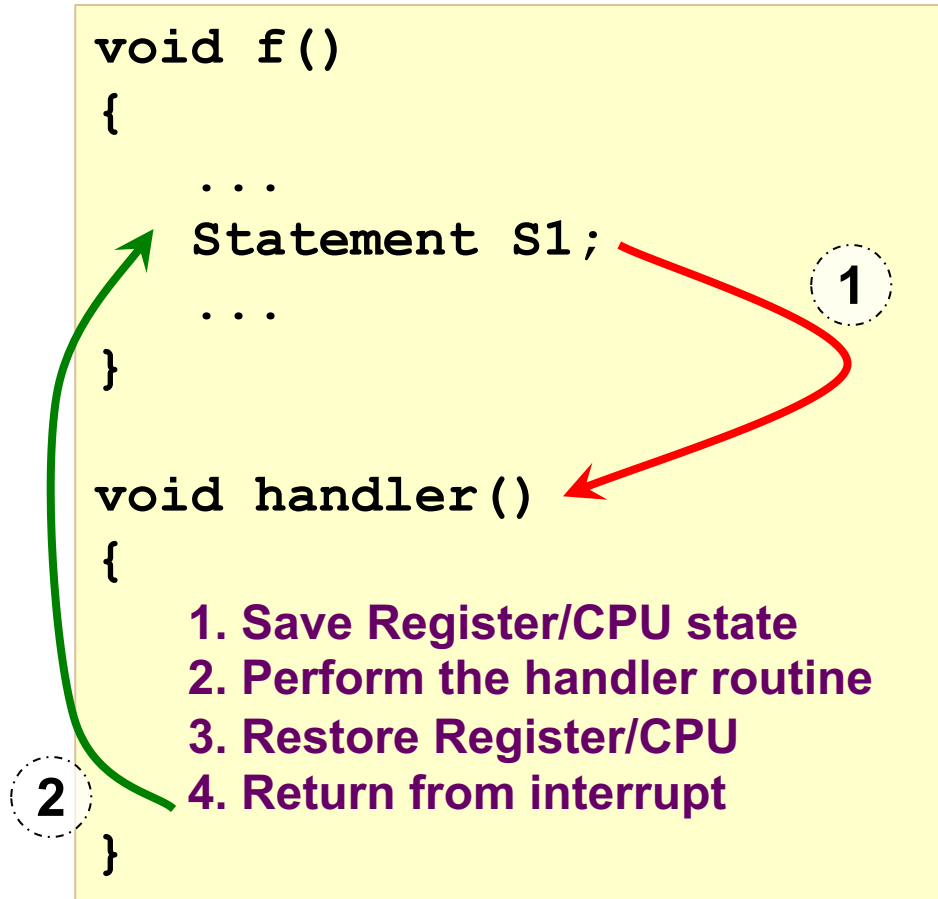 void f()
{
...
Statement S1;
1
...
}
void handler()
{
1. Save Register/CPU state
2. Perform the handler routine
3. Restore Register/CPU
4. Return from interrupt
2
}